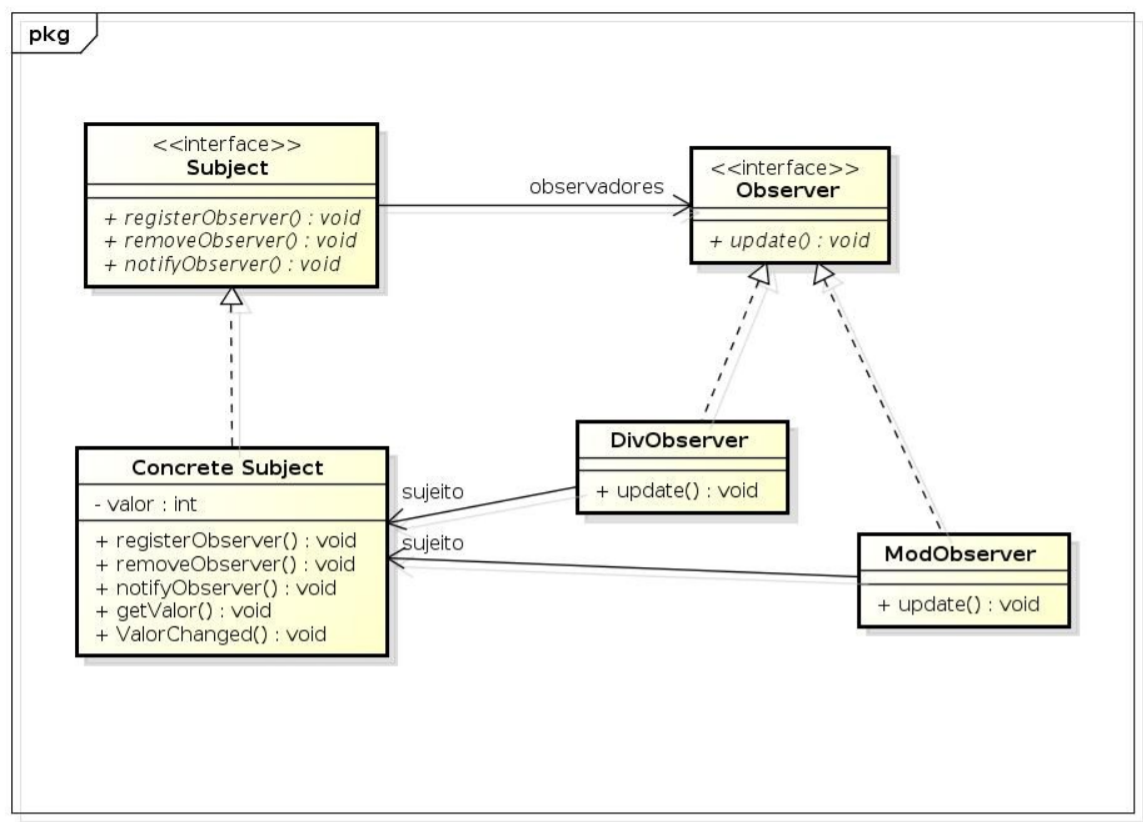 pkg
<<interface>>
Subject
+ registerObserver() : void
+ removeObserver() : void
+ notifyObserver() : void
observadores
<<interface>>
Observer
+ update() : void
Concrete Subject
- valor : int
+ registerObserver() : void
+ removeObserver() : void
+ notifyObserver() : void
+ getValor() : void
+ ValorChanged() : void
sujeito
sujeito
DivObserver
+ update() : void
ModObserver
+ update() : void